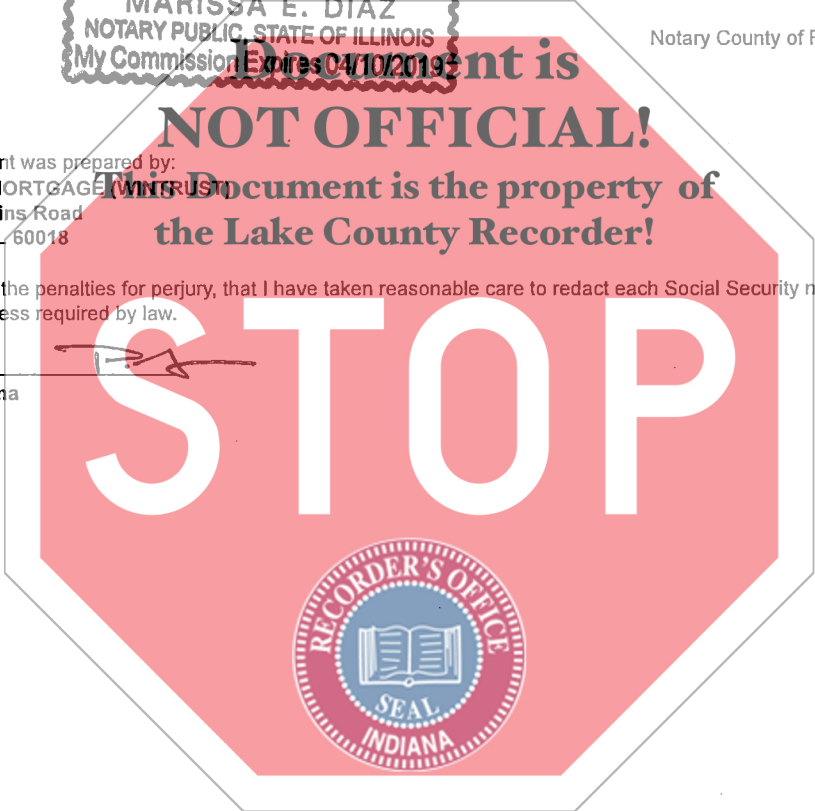 MARISSA E. DIAZ
NOTARY PUBLIC, STATE OF ILLINOIS
My Commission Expires 04/10/2019
Notary County of
Document is
NOT OFFICIAL!
This Document is the property of
the Lake County Recorder!
nt was prepared by:
ORTGAGE (WINTRUST)
ins Road
60018
the penalties for perjury, that I have taken reasonable care to redact each Social Security n
ess required by law.
na
STOP
RECORDER'S OFFICE
SEAL
INDIANA